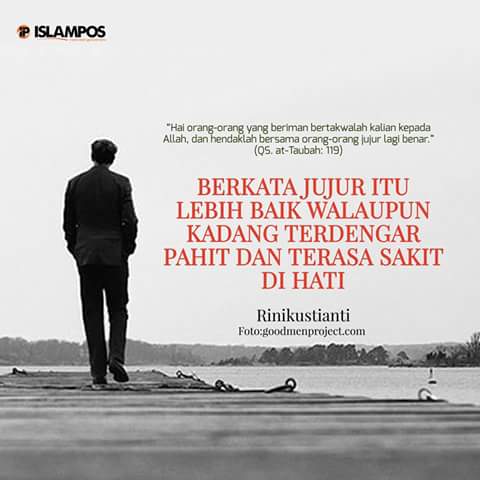 ISLAMPOS
"Hai orang-orang yang beriman bertakwalah kalian kepada
Allah, dan hendaklah bersama orang-orang jujur lagi benar."
(QS. at-Taubah: 119)
BERKATA JUJUR ITU
LEBIH BAIK WALAUPUN
KADANG TERDENGAR
PAHIT DAN TERASA SAKIT
DI HATI
Rinikustianti
Foto:goodmenproject.com